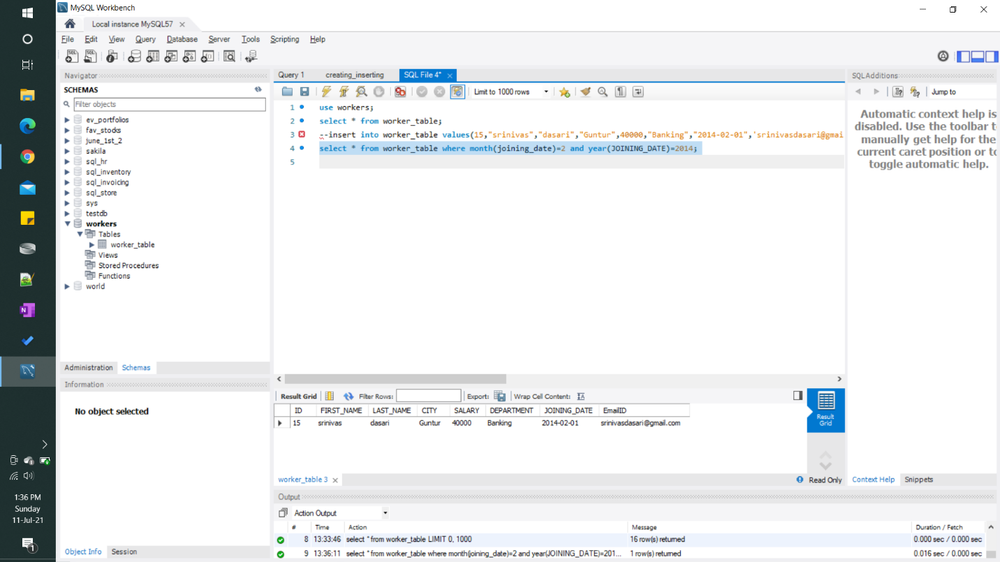 MySQL Workbench
Local instance MySQL57
File Edit View Query Database Server Tools Scripting Help
Navigator
SCHEMAS
Filter objects
ev_portfolios
fav_stocks
june_1st_2
sakila
sql_hr
sql_inventory
sql_invoicing
sql_store
sys
testdb
workers
Tables
worker_table
Views
Stored Procedures
Functions
world
Administration Schemas
Information
No object selected
Object Info Session
Query 1 creating_inserting SQL File 4*
Limit to 1000 rows
1 use workers;
2 select * from worker_table;
3 --insert into worker_table values(15,"srinivas","dasari","Guntur",40000,"Banking","2014-02-01",'srinivasdasari@gmai
4 select * from worker_table where month(joining_date)=2 and year(JOINING_DATE)=2014;
5
Result Grid Filter Rows: Export: Wrap Cell Content:
ID FIRST_NAME LAST_NAME CITY SALARY DEPARTMENT JOINING_DATE EmailID
15 srinivas dasari Guntur 40000 Banking 2014-02-01 srinivasdasari@gmail.com
Result
Grid
worker_table 3
Read Only
Output
Action Output
# Time Action Message Duration / Fetch
8 13:33:46 select * from worker_table LIMIT 0, 1000 16 row(s) returned 0.000 sec / 0.000 sec
9 13:36:11 select * from worker_table where month(joining_date)=2 and year(JOINING_DATE)=201... 1 row(s) returned 0.016 sec / 0.000 sec
SQLAdditions
Jump to
Automatic context help is
disabled. Use the toolbar t
manually get help for the
current caret position or to
toggle automatic help.
Context Help Snippets
1:36 PM
Sunday
11-Jul-21
1